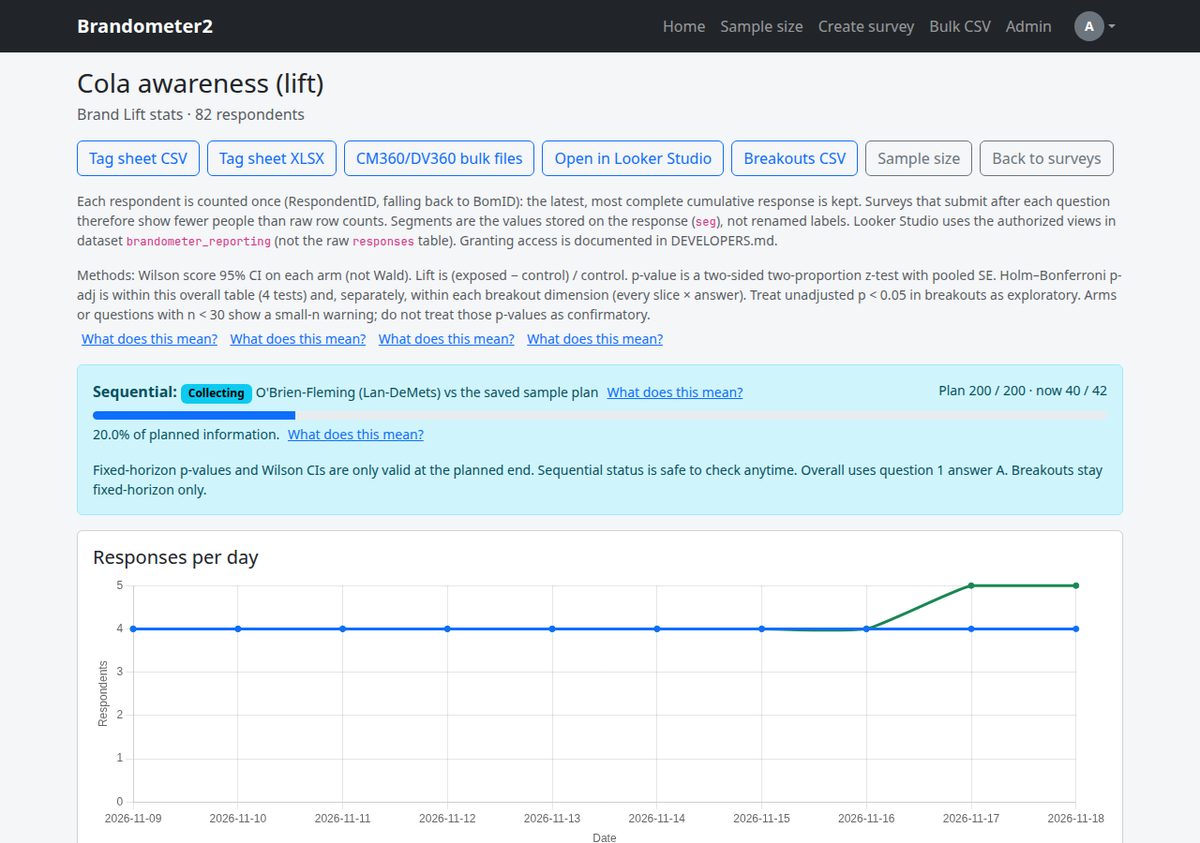 Brandometer2
Home Sample size Create survey Bulk CSV Admin A
Cola awareness (lift)
Brand Lift stats · 82 respondents
Tag sheet CSV Tag sheet XLSX CM360/DV360 bulk files Open in Looker Studio Breakouts CSV Sample size Back to surveys
Each respondent is counted once (RespondentID, falling back to BomID): the latest, most complete cumulative response is kept. Surveys that submit after each question
therefore show fewer people than raw row counts. Segments are the values stored on the response (seg), not renamed labels. Looker Studio uses the authorized views in
dataset brandometer_reporting (not the raw responses table). Granting access is documented in DEVELOPERS.md.
Methods: Wilson score 95% CI on each arm (not Wald). Lift is (exposed − control) / control. p-value is a two-sided two-proportion z-test with pooled SE. Holm–Bonferroni p-
adj is within this overall table (4 tests) and, separately, within each breakout dimension (every slice × answer). Treat unadjusted p < 0.05 in breakouts as exploratory. Arms
or questions with n < 30 show a small-n warning; do not treat those p-values as confirmatory.
What does this mean? What does this mean? What does this mean? What does this mean?
Sequential: Collecting O'Brien-Fleming (Lan-DeMets) vs the saved sample plan What does this mean? Plan 200 / 200 · now 40 / 42
20.0% of planned information. What does this mean?
Fixed-horizon p-values and Wilson CIs are only valid at the planned end. Sequential status is safe to check anytime. Overall uses question 1 answer A. Breakouts stay
fixed-horizon only.
Responses per day
5
4
3
2
1
0
Respondents
2026-11-09 2026-11-10 2026-11-11 2026-11-12 2026-11-13 2026-11-14 2026-11-15 2026-11-16 2026-11-17 2026-11-18
Date